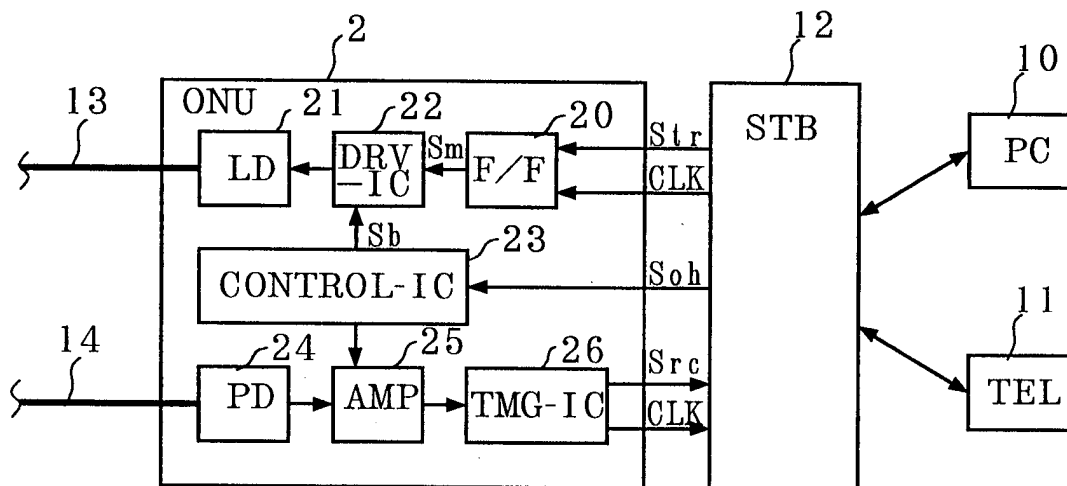 2
12
10
13
ONU
21
22
20
Str
STB
PC
LD
DRV
-IC
Sm
F/F
CLK
Sb
23
CONTROL-IC
Soh
14
24
25
26
Src
11
PD
AMP
TMG-IC
CLK
TEL